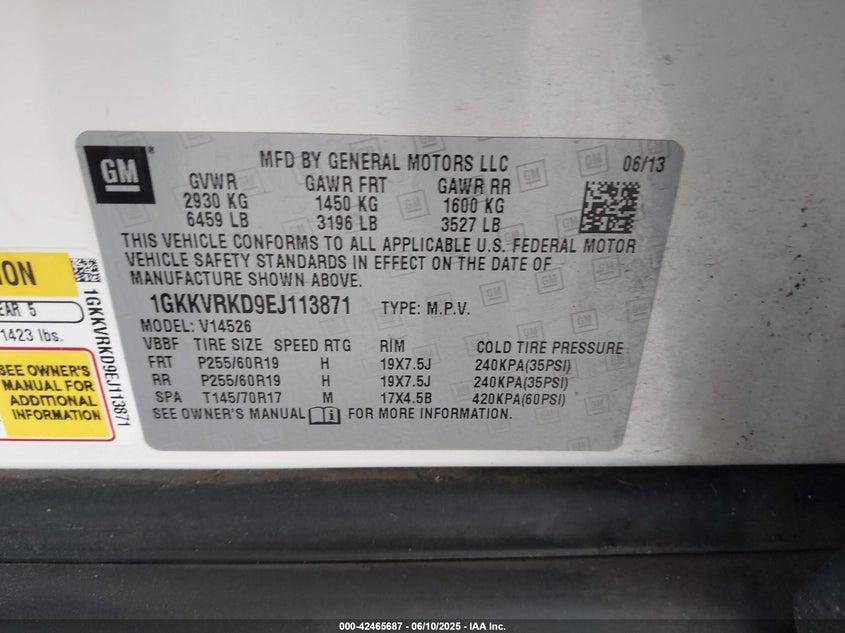 GM
MFD BY GENERAL MOTORS LLC 06/13
GVWR GAWR FRT GAWR RR
2930 KG 1450 KG 1600 KG
6459 LB 3196 LB 3527 LB
THIS VEHICLE CONFORMS TO ALL APPLICABLE U.S. FEDERAL MOTOR
VEHICLE SAFETY STANDARDS IN EFFECT ON THE DATE OF
MANUFACTURE SHOWN ABOVE.
1GKKVRKD9EJ113871 TYPE: M.P.V.
MODEL: V14526
VBBF TIRE SIZE SPEED RTG RIM COLD TIRE PRESSURE
FRT P255/60R19 H 19X7.5J 240KPA(35PSI)
RR P255/60R19 H 19X7.5J 240KPA(35PSI)
SPA T145/70R17 M 17X4.5B 420KPA(60PSI)
SEE OWNER'S MANUAL FOR MORE INFORMATION.
5
1423 lbs.
SEE OWNER'S
MANUAL FOR
ADDITIONAL
INFORMATION
1GKKVRKD9EJ113871
000-42465687 - 06/10/2025 - IAA Inc.